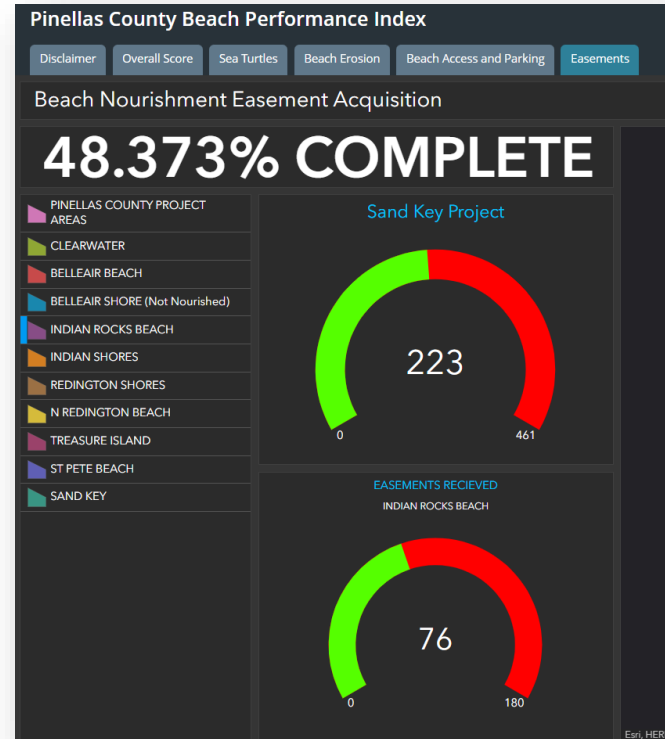 Pinellas County Beach Performance Index
Disclaimer
Overall Score
Sea Turtles
Beach Erosion
Beach Access and Parking
Easements
Beach Nourishment Easement Acquisition
48.373% COMPLETE
PINELLAS COUNTY PROJECT
AREAS
CLEARWATER
BELLEAIR BEACH
BELLEAIR SHORE (Not Nourished)
INDIAN ROCKS BEACH
INDIAN SHORES
REDINGTON SHORES
N REDINGTON BEACH
TREASURE ISLAND
ST PETE BEACH
SAND KEY
Sand Key Project
223
0
461
EASEMENTS RECIEVED
INDIAN ROCKS BEACH
76
0
180
Esri, HER